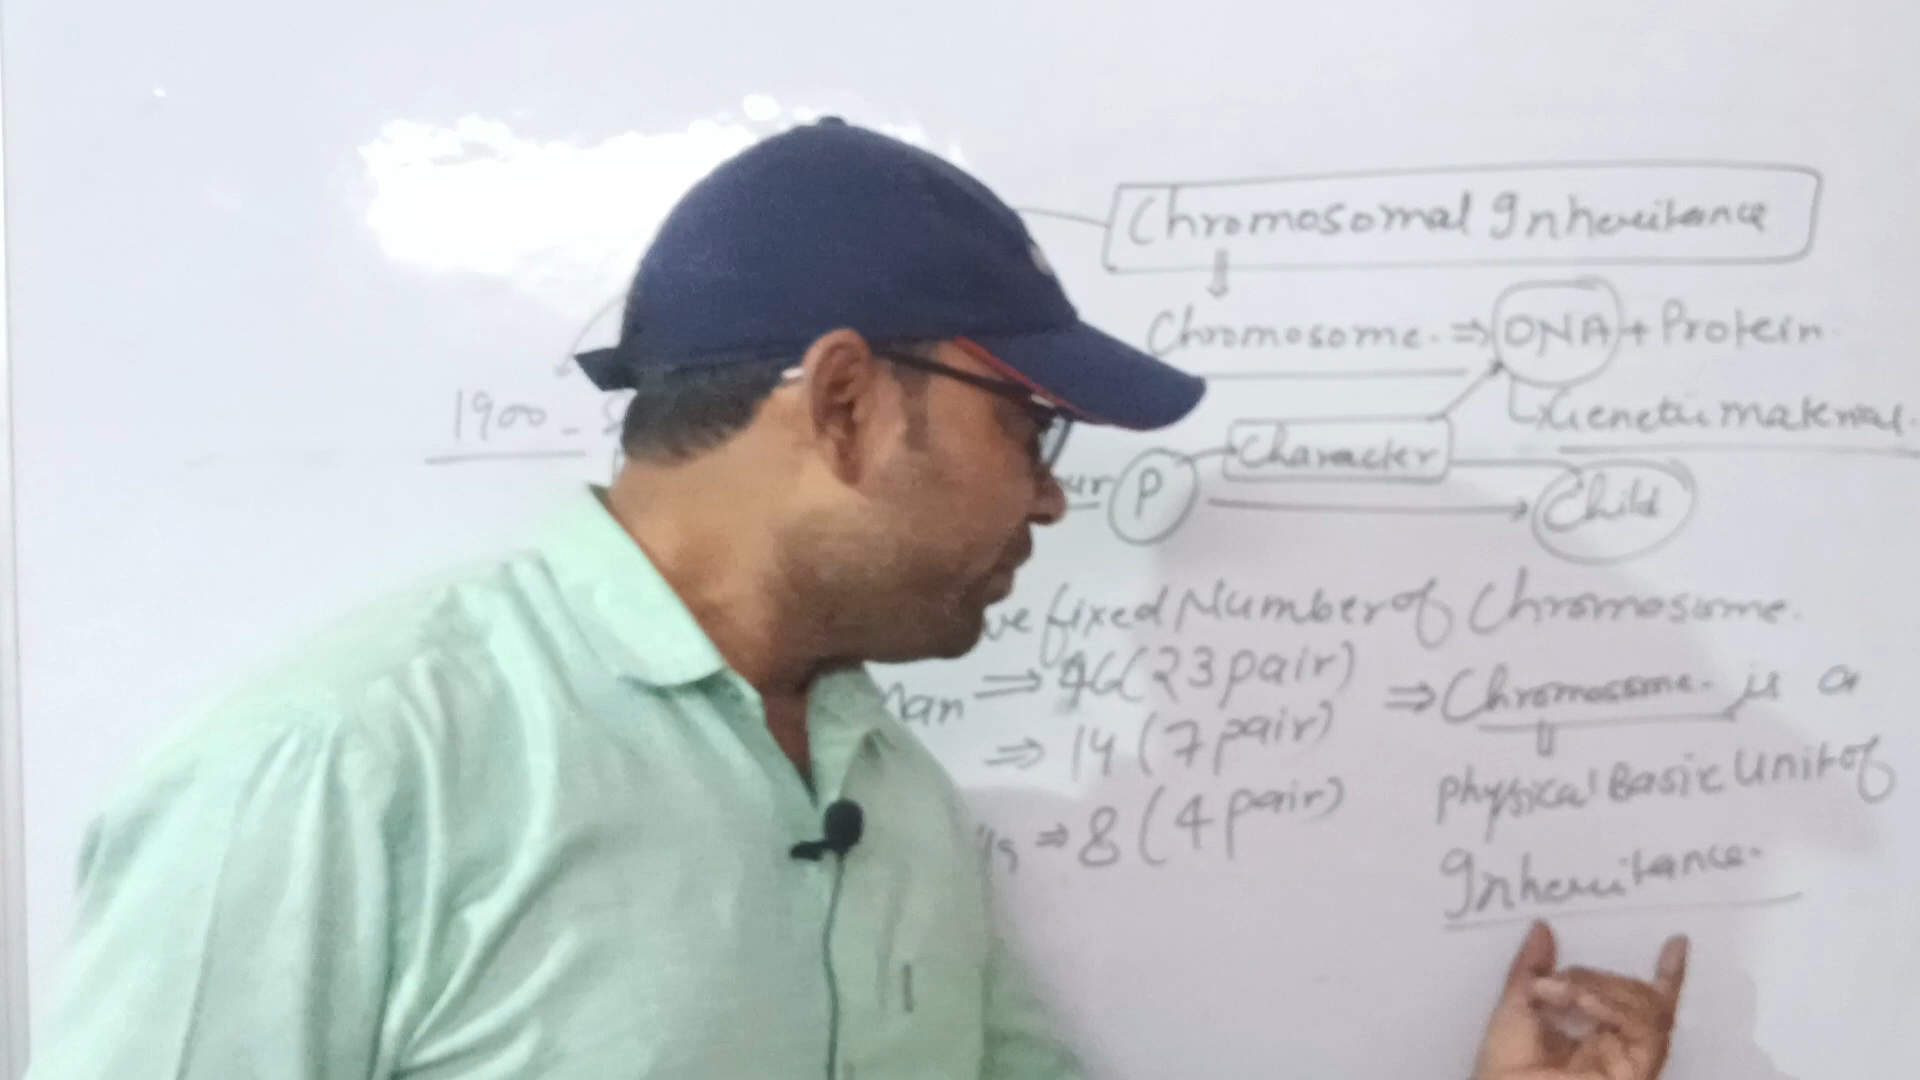 Chromosomal Inheritance
Chromosome. ⇒ DNA + Protein.
1900 -
Genetic material.
Character
P
Child
fixed Number of Chromosome.
⇒ 46 (23 pair)
⇒ Chromosome. is a
⇒ 14 (7 pair)
Physical Basic Unit of
⇒ 8 (4 pair)
Inheritance.